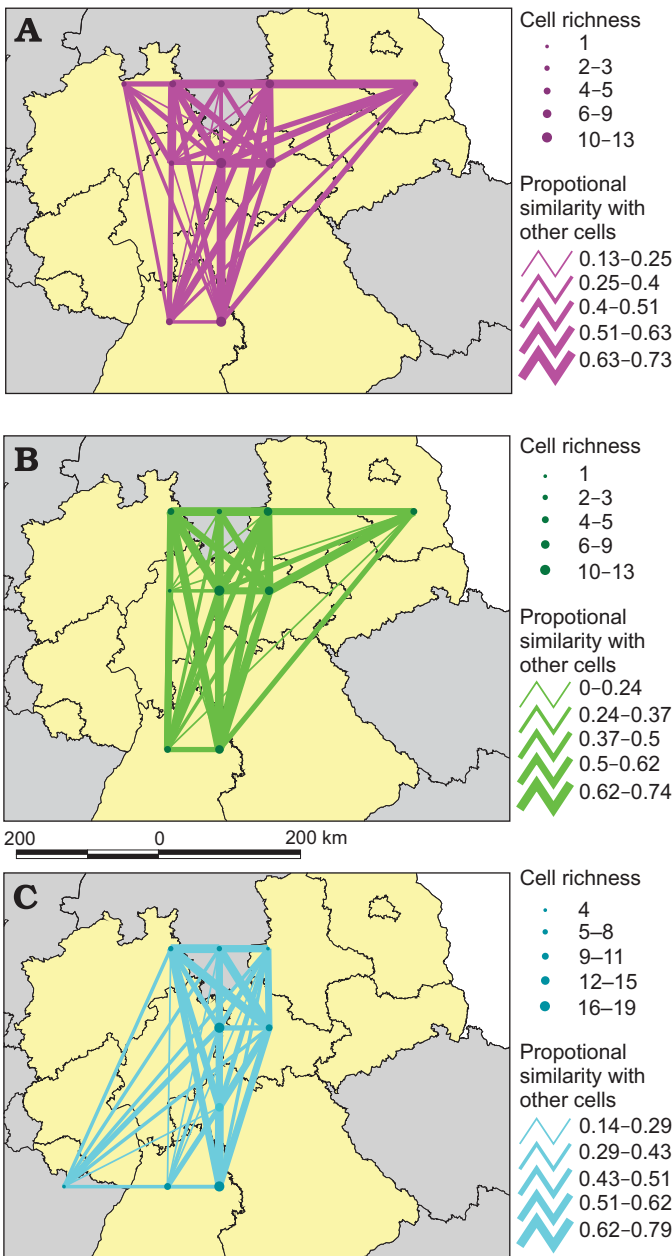 A
Cell richness
1
2–3
4–5
6–9
10–13
Propotional
similarity with
other cells
0.13–0.25
0.25–0.4
0.4–0.51
0.51–0.63
0.63–0.73
B
Cell richness
1
2–3
4–5
6–9
10–13
Propotional
similarity with
other cells
0–0.24
0.24–0.37
0.37–0.5
0.5–0.62
0.62–0.74
200 0 200 km
C
Cell richness
4
5–8
9–11
12–15
16–19
Propotional
similarity with
other cells
0.14–0.29
0.29–0.43
0.43–0.51
0.51–0.62
0.62–0.79